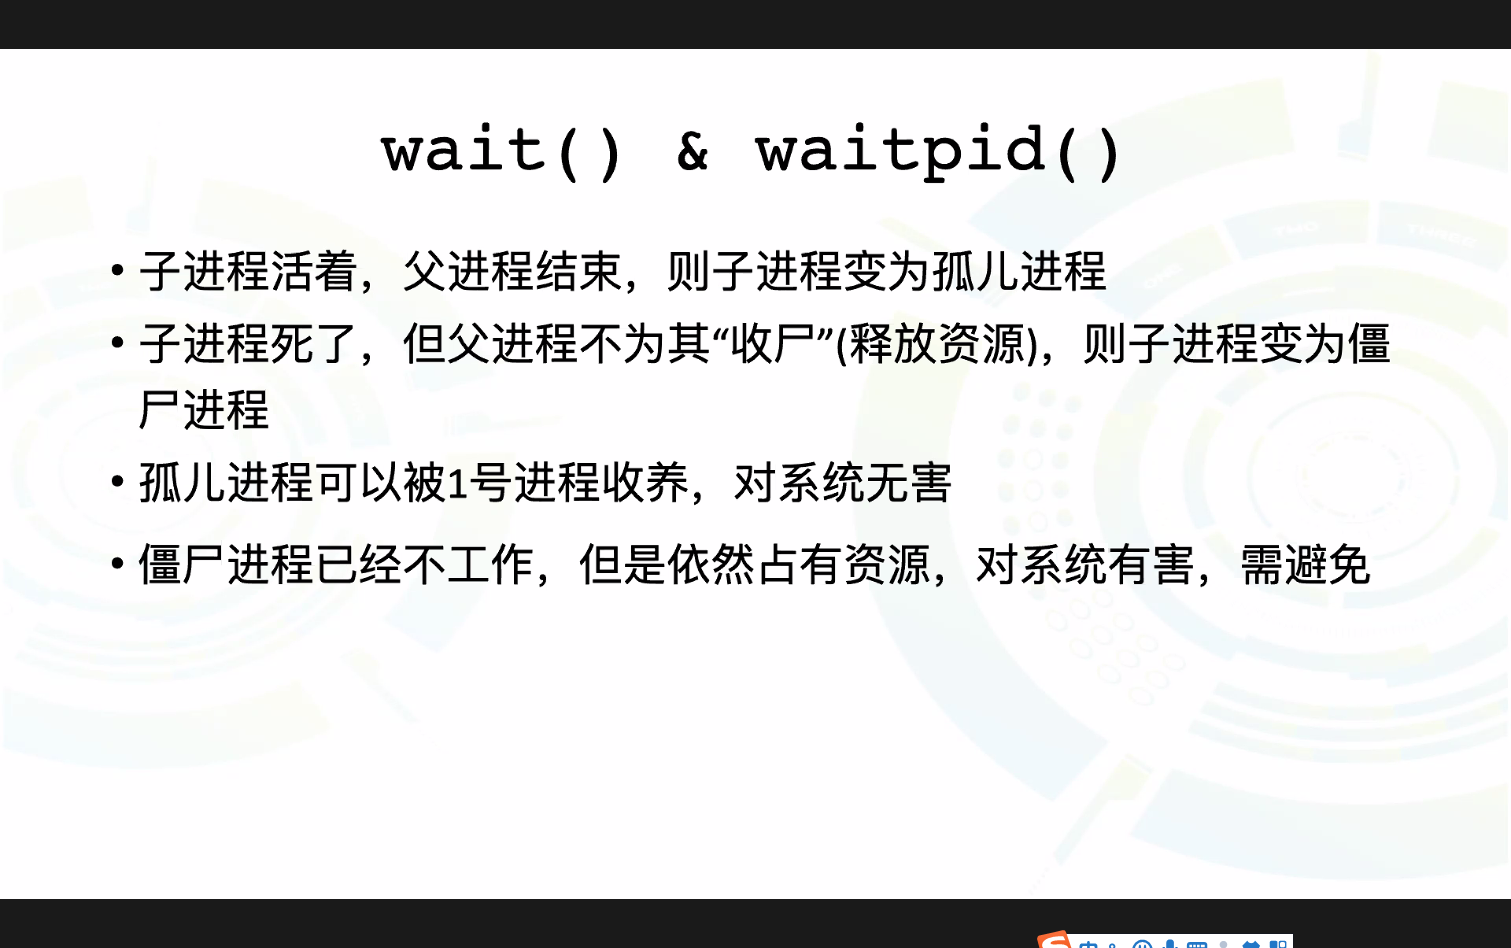 wait() & waitpid()
• 子进程活着，父进程结束，则子进程变为孤儿进程
• 子进程死了，但父进程不为其“收尸”(释放资源)，则子进程变为僵
尸进程
• 孤儿进程可以被1号进程收养，对系统无害
• 僵尸进程已经不工作，但是依然占有资源，对系统有害，需避免